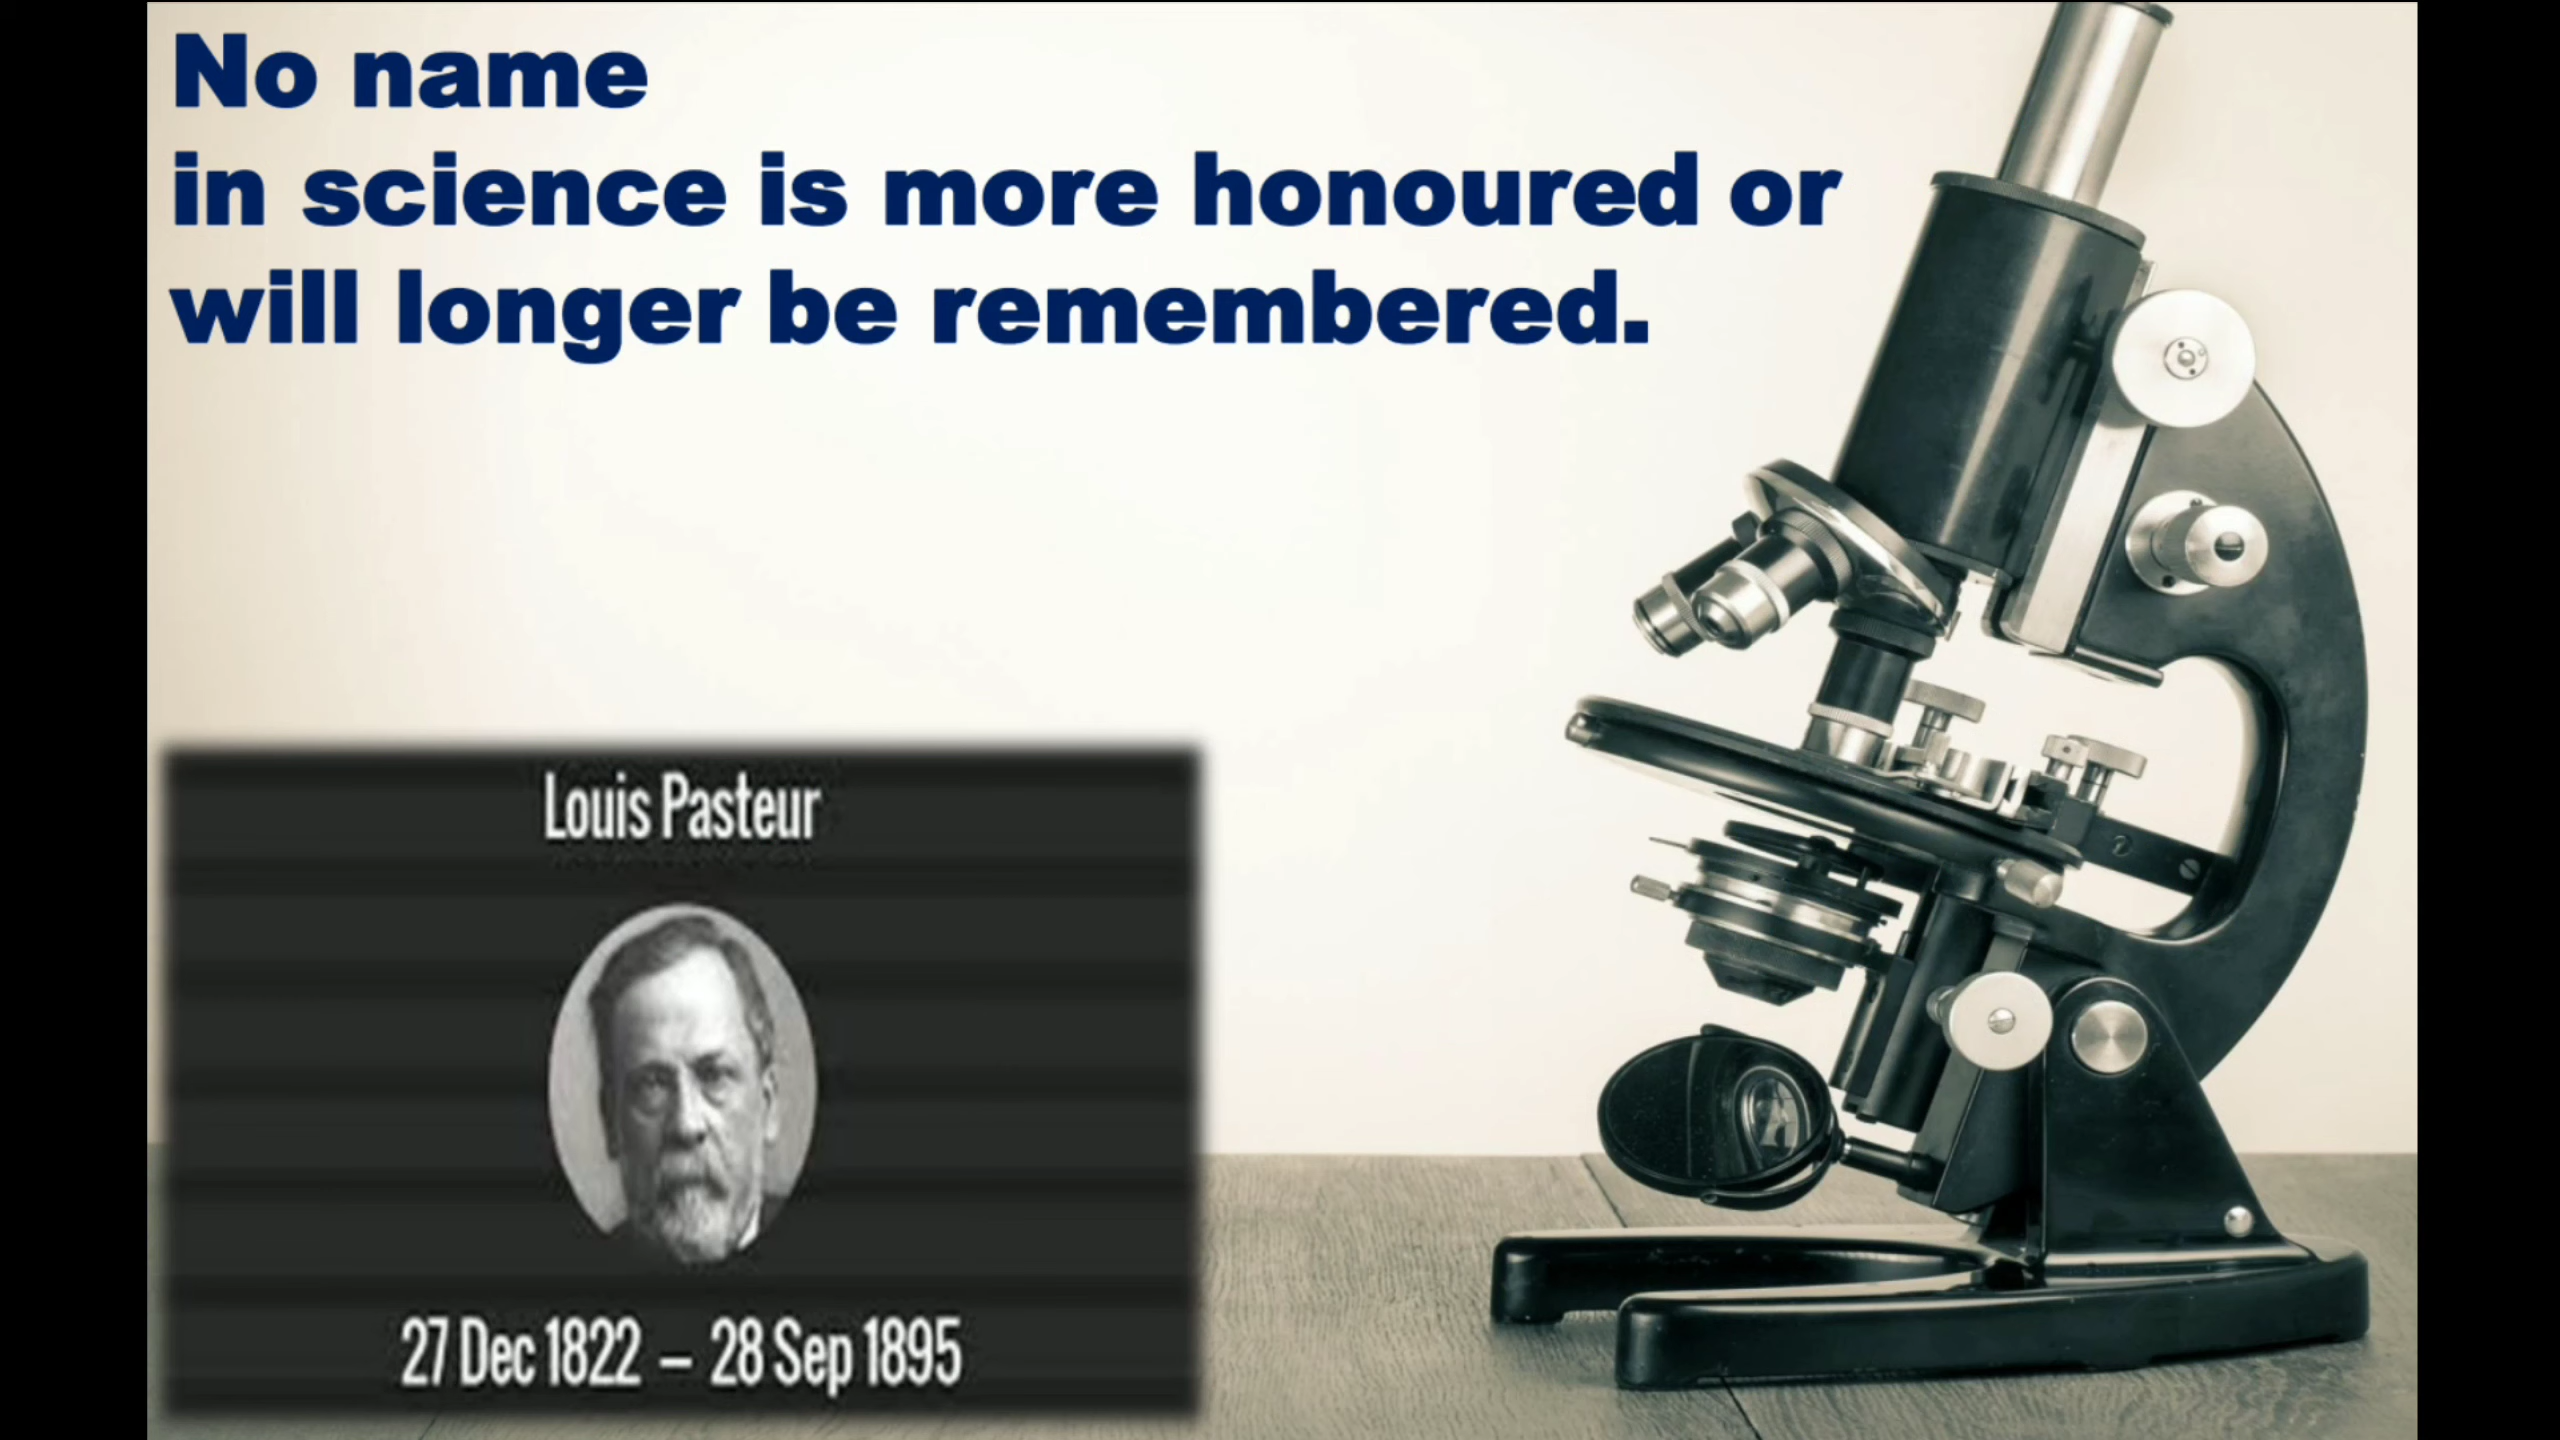 No name
in science is more honoured or
will longer be remembered.
Louis Pasteur
27 Dec 1822 – 28 Sep 1895